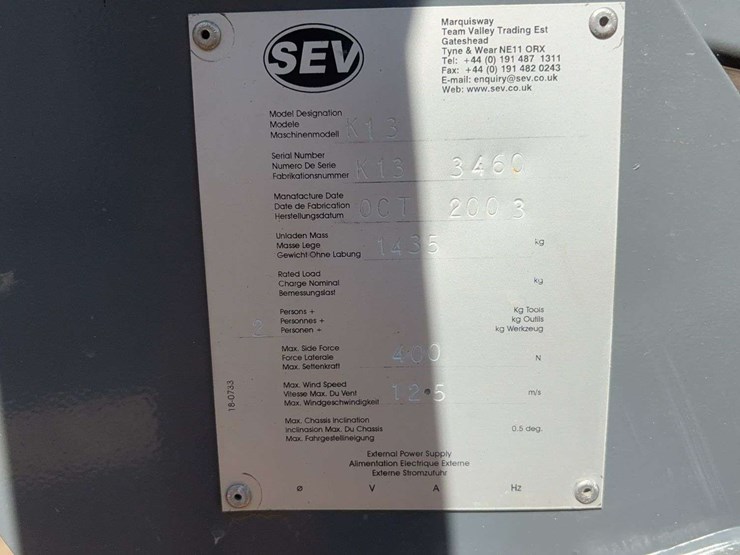 SEV
Marquisway
Team Valley Trading Est
Gateshead
Tyne & Wear NE11 ORX
Tel: +44 (0) 191 487 1311
Fax: +44 (0) 191 482 0243
E-mail: enquiry@sev.co.uk
Web: www.sev.co.uk
Model Designation
Modele
Maschinenmodell K13
Serial Number
Numero De Serie
Fabrikationsnummer K13 3460
Manafacture Date
Date de Fabrication
Herstellungsdatum OCT 2003
Unladen Mass
Masse Lege
Gewicht Ohne Labung 1435 kg
Rated Load
Charge Nominal kg
Bemessungslast
Persons + Kg Tools
Personnes + kg Outils
2 Personen + kg Werkzeug
Max. Side Force
Force Laterale 400 N
Max. Seitenkraft
Max. Wind Speed
Vitesse Max. Du Vent 12.5 m/s
Max. Windgeschwindigkeit
Max. Chassis Inclination
Inclinasion Max. Du Chassis 0.5 deg.
Max. Fahrgestellneigung
External Power Supply
Alimentation Electrique Externe
Externe Stromzufuhr
ø V A Hz
18-0733